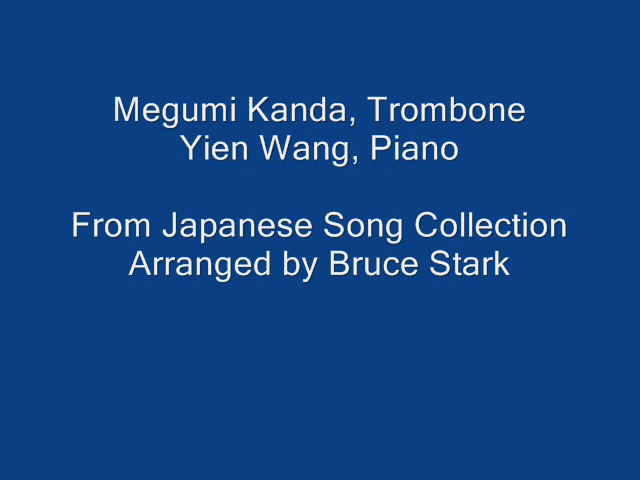 Megumi Kanda, Trombone
Yien Wang, Piano
From Japanese Song Collection
Arranged by Bruce Stark